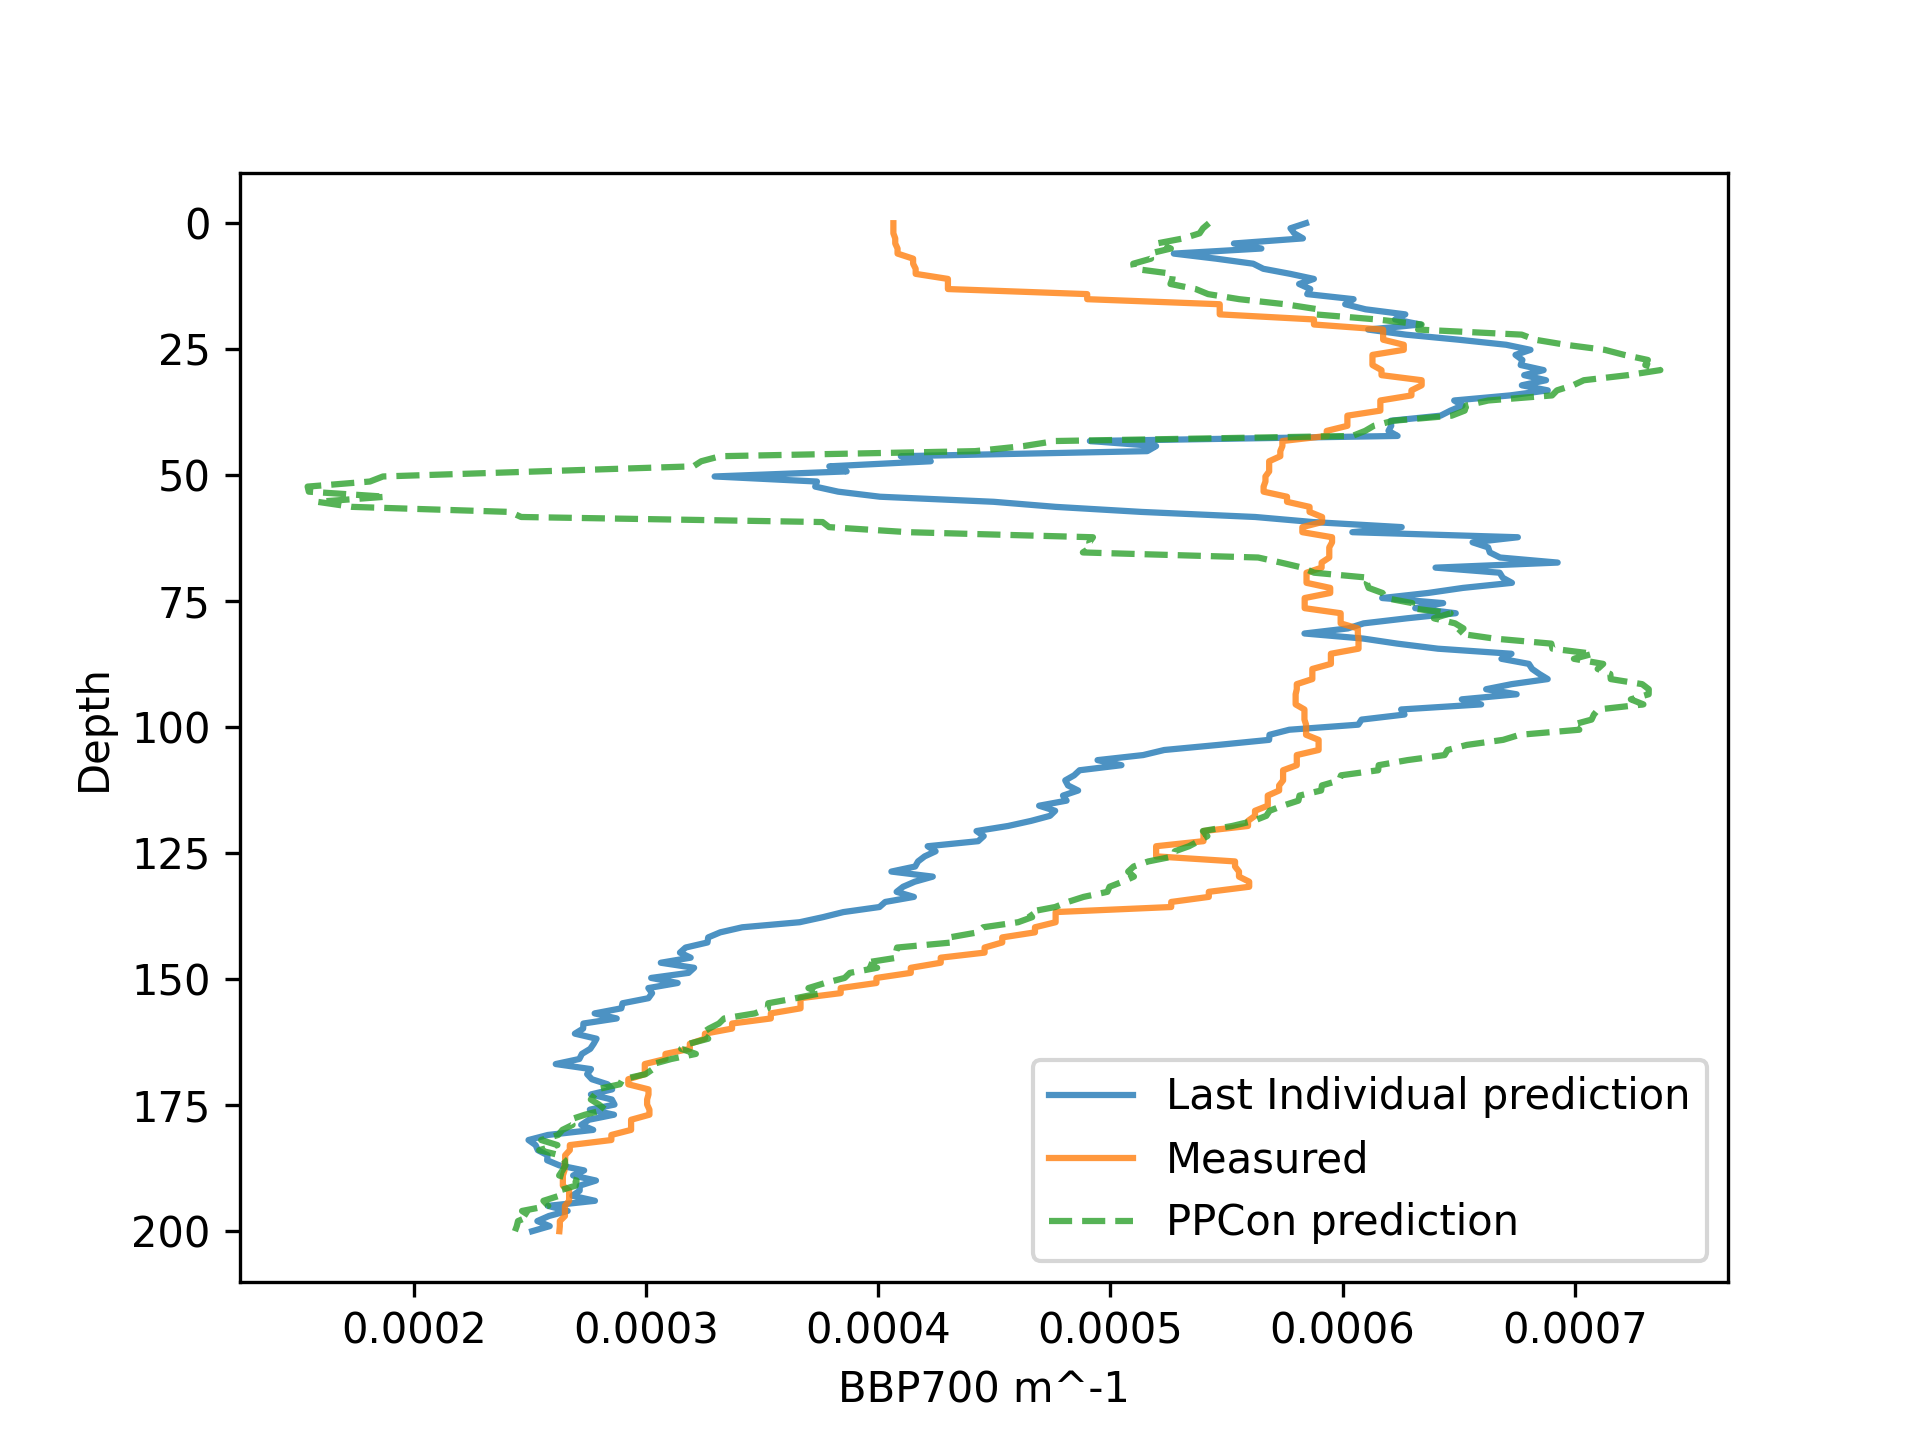 0
25
50
75
100
125
150
175
200
Depth
0.0002 0.0003 0.0004 0.0005 0.0006 0.0007
BBP700 m^-1
Last Individual prediction
Measured
PPCon prediction